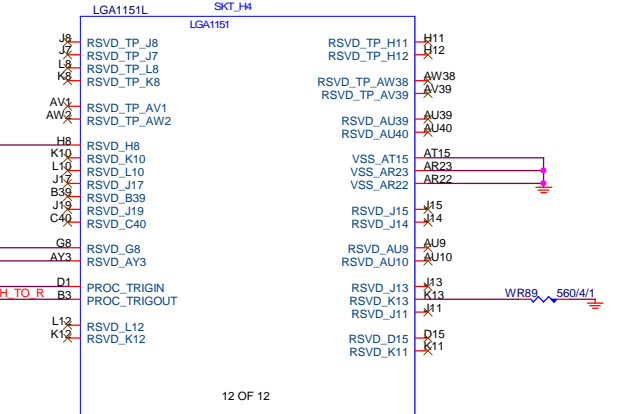 LGA1151L
SKT_H4
LGA1151
J8 RSVD_TP_J8
J7 RSVD_TP_J7
L8 RSVD_TP_L8
K8 RSVD_TP_K8
AV1 RSVD_TP_AV1
AW2 RSVD_TP_AW2
H8 RSVD_H8
K10 RSVD_K10
L10 RSVD_L10
J17 RSVD_J17
B39 RSVD_B39
J19 RSVD_J19
C40 RSVD_C40
G8 RSVD_G8
AY3 RSVD_AY3
D1 PROC_TRIGIN
H_TO_R B3 PROC_TRIGOUT
L12 RSVD_L12
K12 RSVD_K12
RSVD_TP_H11 H11
RSVD_TP_H12 H12
RSVD_TP_AW38 AW38
RSVD_TP_AV39 AV39
RSVD_AU39 AU39
RSVD_AU40 AU40
VSS_AT15 AT15
VSS_AR23 AR23
VSS_AR22 AR22
RSVD_J15 J15
RSVD_J14 J14
RSVD_AU9 AU9
RSVD_AU10 AU10
RSVD_J13 J13
RSVD_K13 K13 WR89 560/4/1
RSVD_J11 J11
RSVD_D15 D15
RSVD_K11 K11
12 OF 12